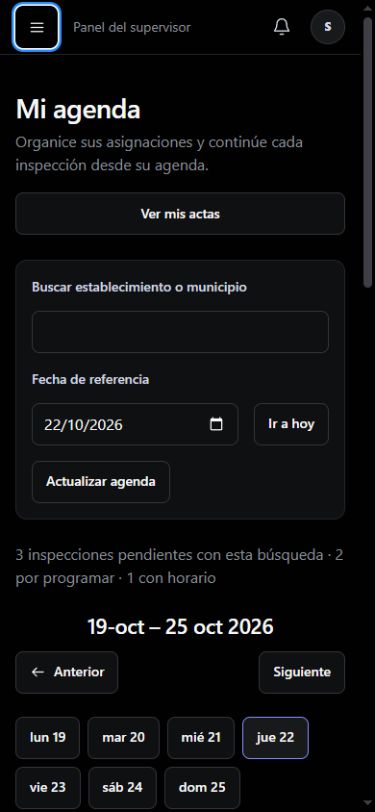 Panel del supervisor
S
Mi agenda
Organice sus asignaciones y continúe cada
inspección desde su agenda.
Ver mis actas
Buscar establecimiento o municipio
Fecha de referencia
22/10/2026
Ir a hoy
Actualizar agenda
3 inspecciones pendientes con esta búsqueda · 2
por programar · 1 con horario
19-oct – 25 oct 2026
← Anterior
Siguiente
lun 19
mar 20
mié 21
jue 22
vie 23
sáb 24
dom 25